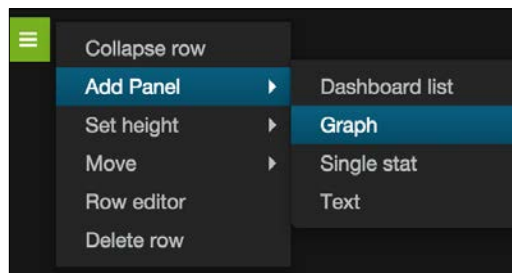 Collapse row
Add Panel
Set height
Move
Row editor
Delete row
Dashboard list
Graph
Single stat
Text